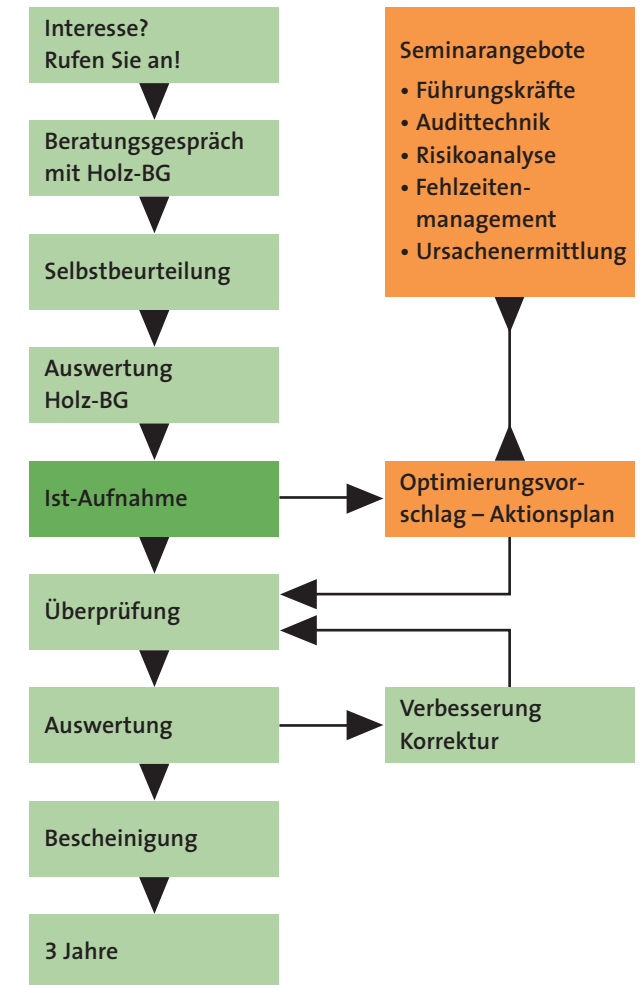 Interesse?
Rufen Sie an!
Beratungsgespräch
mit Holz-BG
Selbstbeurteilung
Auswertung
Holz-BG
Ist-Aufnahme
Überprüfung
Auswertung
Bescheinigung
3 Jahre
Seminarangebote
• Führungskräfte
• Audittechnik
• Risikoanalyse
• Fehlzeiten-
management
• Ursachenermittlung
Optimierungsvor-
schlag – Aktionsplan
Verbesserung
Korrektur